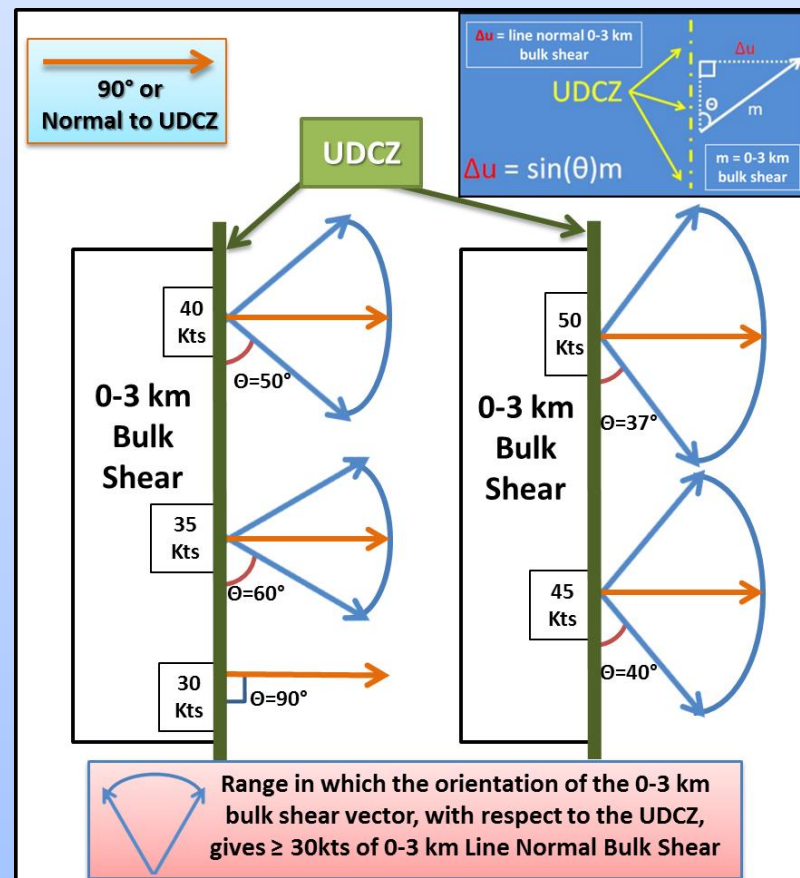 90° or
Normal to UDCZ
Δu = line normal 0-3 km
bulk shear
UDCZ
Δu
Θ
m
Δu = sin(θ)m
m = 0-3 km
bulk shear
UDCZ
40
Kts
Θ=50°
0-3 km
Bulk
Shear
35
Kts
Θ=60°
30
Kts
Θ=90°
50
Kts
Θ=37°
0-3 km
Bulk
Shear
45
Kts
Θ=40°
Range in which the orientation of the 0-3 km
bulk shear vector, with respect to the UDCZ,
gives ≥ 30kts of 0-3 km Line Normal Bulk Shear